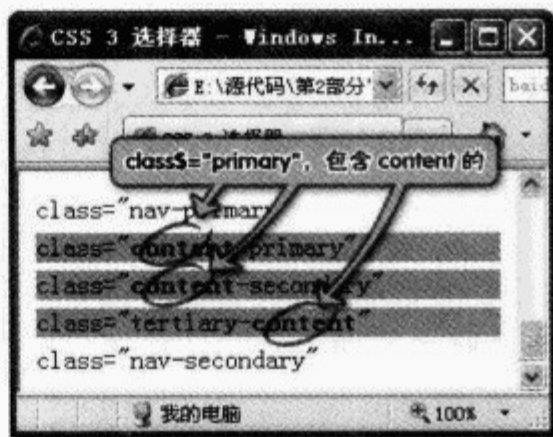 CSS 3 选择器 - Windows In...
E:\源代码\第2部分
baid
class$="primary", 包含 content 的
class="nav-primary
class="content-primary"
class="content-secondary"
class="tertiary-content"
class="nav-secondary"
我的电脑
100%